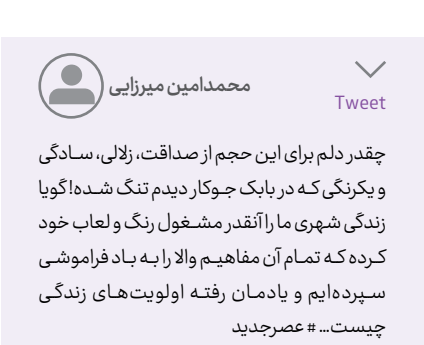 محمدامین میرزایی
Tweet
چقدر دلم برای این حجم از صداقت، زلالی، سادگی
و یکرنگی که در بابک جوکار دیدم تنگ شده! گویا
زندگی شهری ما را آنقدر مشغول رنگ و لعاب خود
کرده که تمام آن مفاهیم والا را به باد فراموشی
سپرده‌ایم و یادمان رفته اولویت‌های زندگی
چیست... # عصرجدید